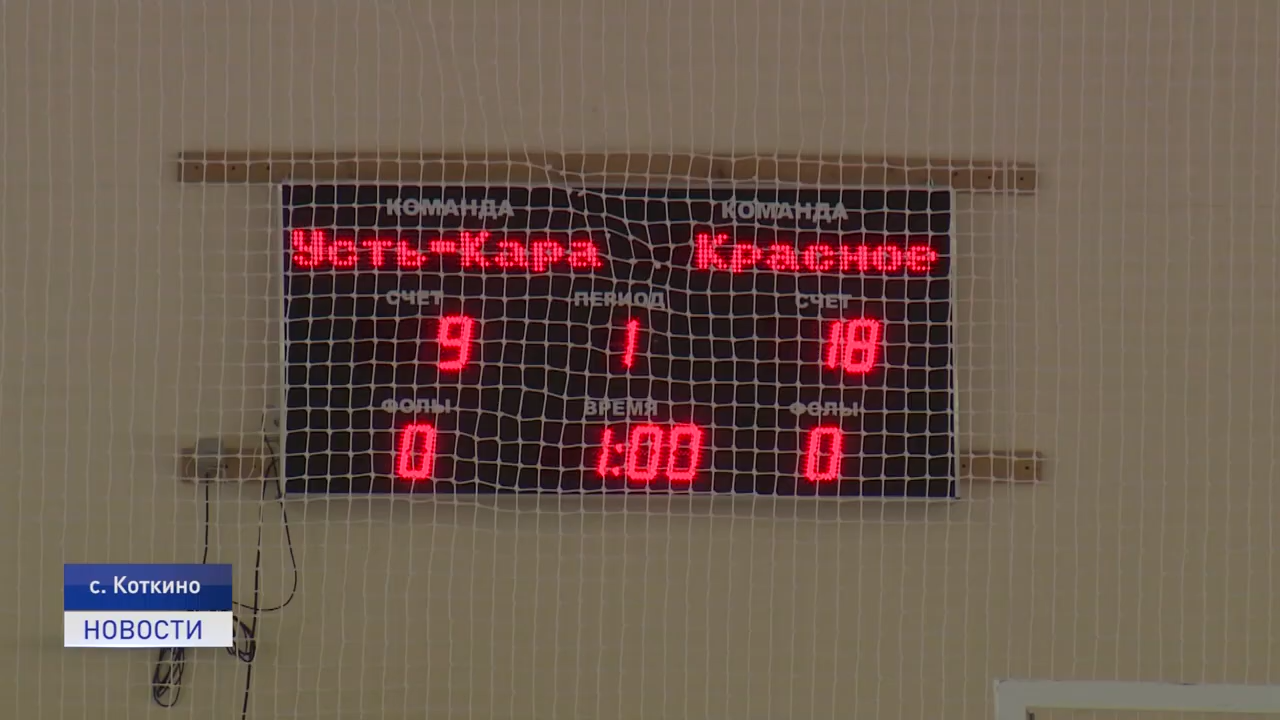 КОМАНДА КОМАНДА
Усть-Кара Красное
СЧЕТ ПЕРИОД СЧЕТ
9 1 18
ФОЛЫ ВРЕМЯ ФОЛЫ
0 1:00 0
с. Коткино
НОВОСТИ